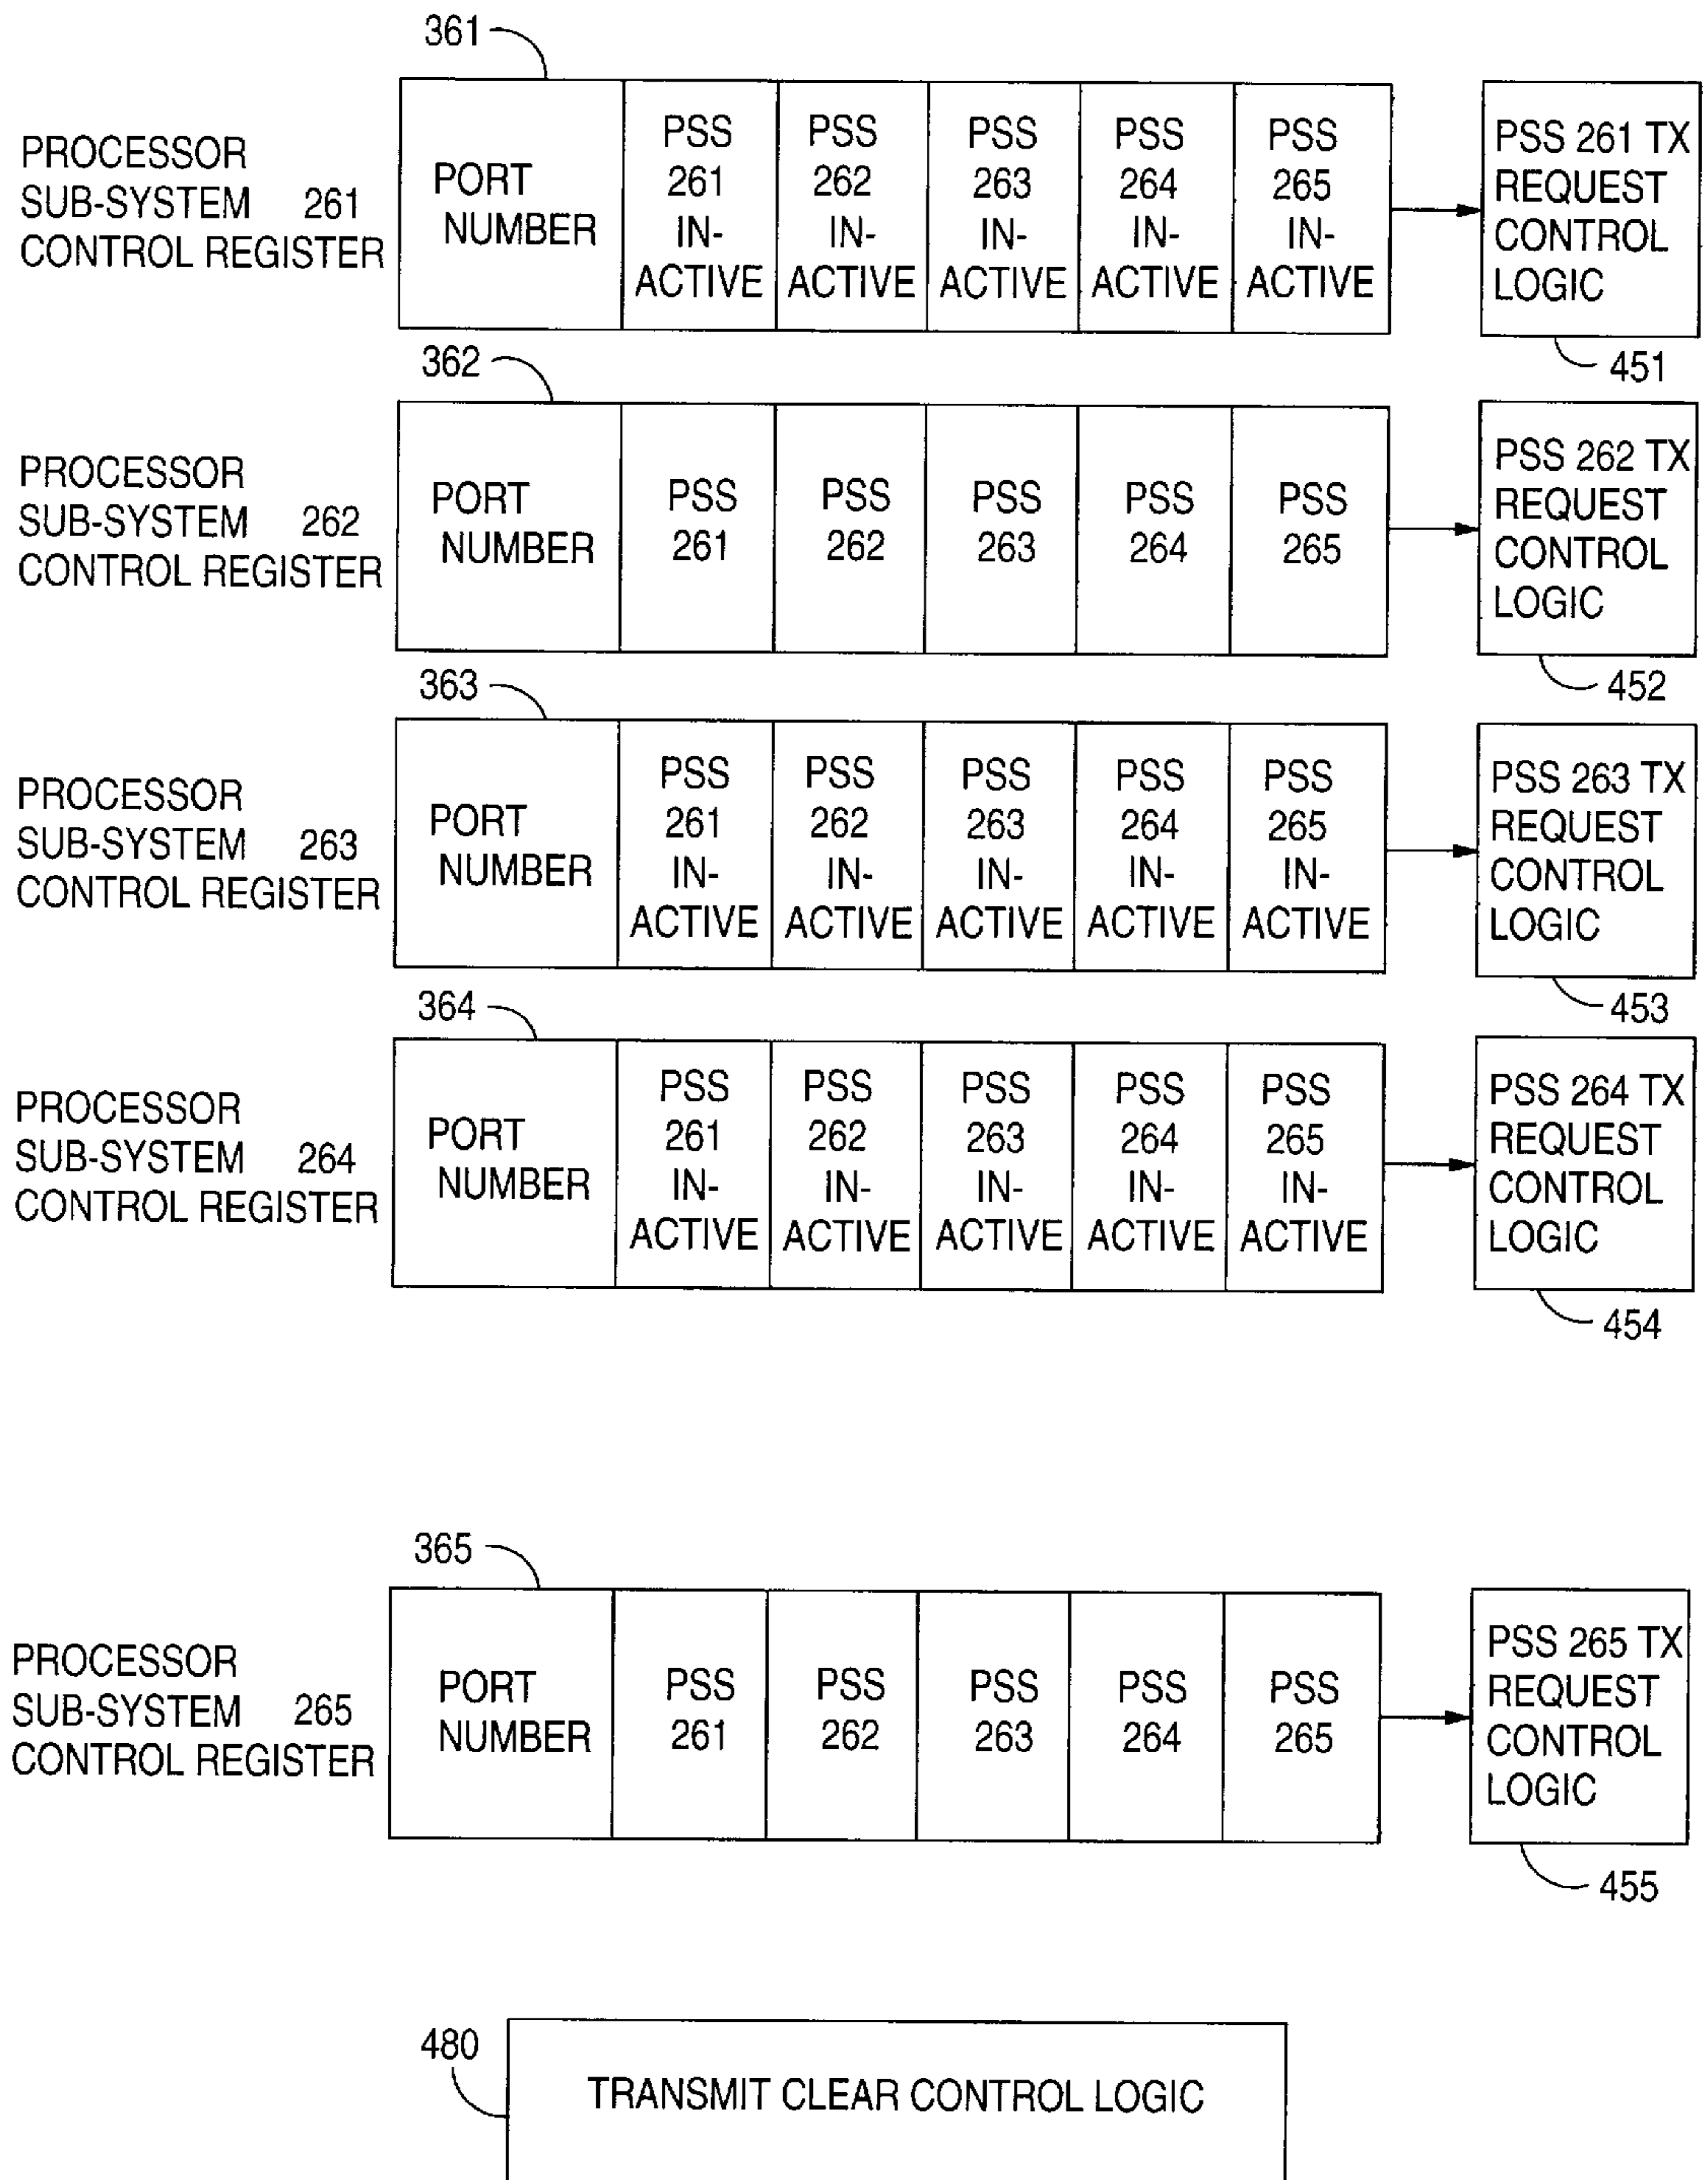 361
PROCESSOR
SUB-SYSTEM 261
CONTROL REGISTER
PORT
NUMBER
PSS
261
IN-
ACTIVE
PSS
262
IN-
ACTIVE
PSS
263
IN-
ACTIVE
PSS
264
IN-
ACTIVE
PSS
265
IN-
ACTIVE
PSS 261 TX
REQUEST
CONTROL
LOGIC
451
362
PROCESSOR
SUB-SYSTEM 262
CONTROL REGISTER
PORT
NUMBER
PSS
261
PSS
262
PSS
263
PSS
264
PSS
265
PSS 262 TX
REQUEST
CONTROL
LOGIC
452
363
PROCESSOR
SUB-SYSTEM 263
CONTROL REGISTER
PORT
NUMBER
PSS
261
IN-
ACTIVE
PSS
262
IN-
ACTIVE
PSS
263
IN-
ACTIVE
PSS
264
IN-
ACTIVE
PSS
265
IN-
ACTIVE
PSS 263 TX
REQUEST
CONTROL
LOGIC
453
364
PROCESSOR
SUB-SYSTEM 264
CONTROL REGISTER
PORT
NUMBER
PSS
261
IN-
ACTIVE
PSS
262
IN-
ACTIVE
PSS
263
IN-
ACTIVE
PSS
264
IN-
ACTIVE
PSS
265
IN-
ACTIVE
PSS 264 TX
REQUEST
CONTROL
LOGIC
454
365
PROCESSOR
SUB-SYSTEM 265
CONTROL REGISTER
PORT
NUMBER
PSS
261
PSS
262
PSS
263
PSS
264
PSS
265
PSS 265 TX
REQUEST
CONTROL
LOGIC
455
480
TRANSMIT CLEAR CONTROL LOGIC